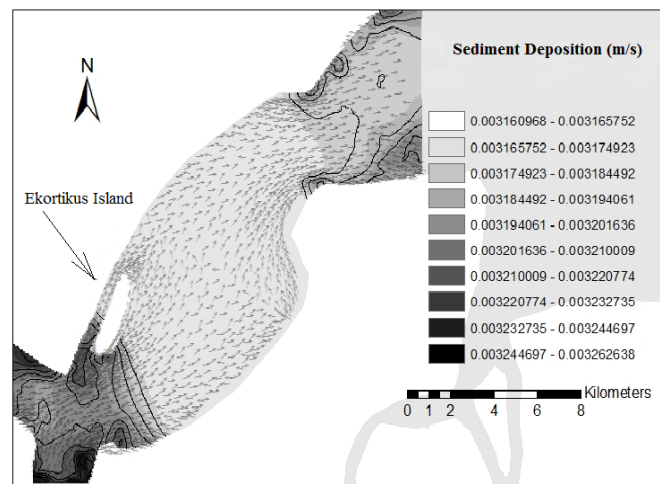 Sediment Deposition (m/s)
N
0.003160968 - 0.003165752
0.003165752 - 0.003174923
0.003174923 - 0.003184492
0.003184492 - 0.003194061
0.003194061 - 0.003201636
0.003201636 - 0.003210009
0.003210009 - 0.003220774
0.003220774 - 0.003232735
0.003232735 - 0.003244697
0.003244697 - 0.003262638
Ekortikus Island
Kilometers
0 1 2 4 6 8